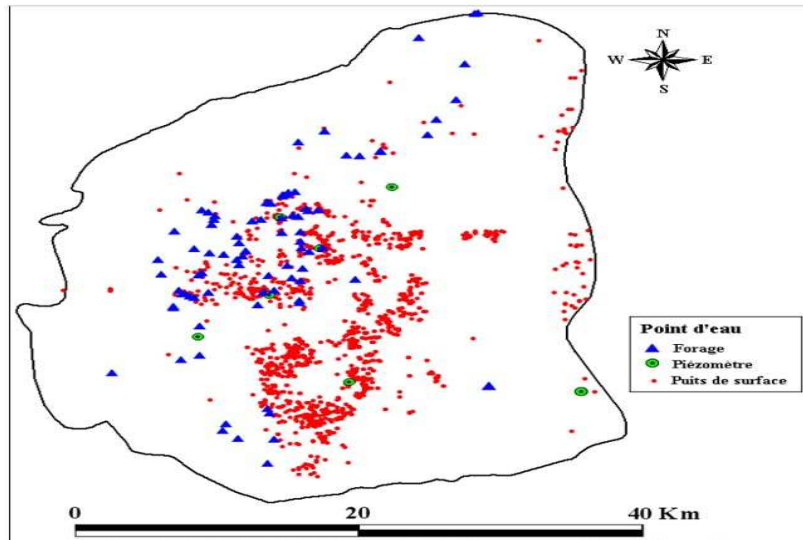 N
W E
S
Point d'eau
Forage
Piézomètre
Puits de surface
0 20 40 Km